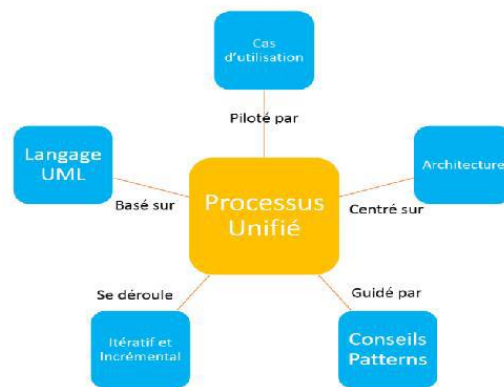 Cas
d'utilisation
Piloté par
Langage
UML
Architecture
Basé sur
Processus
Unifié
Centré sur
Se déroule
Guidé par
Itératif et
Incrémental
Conseils
Patterns